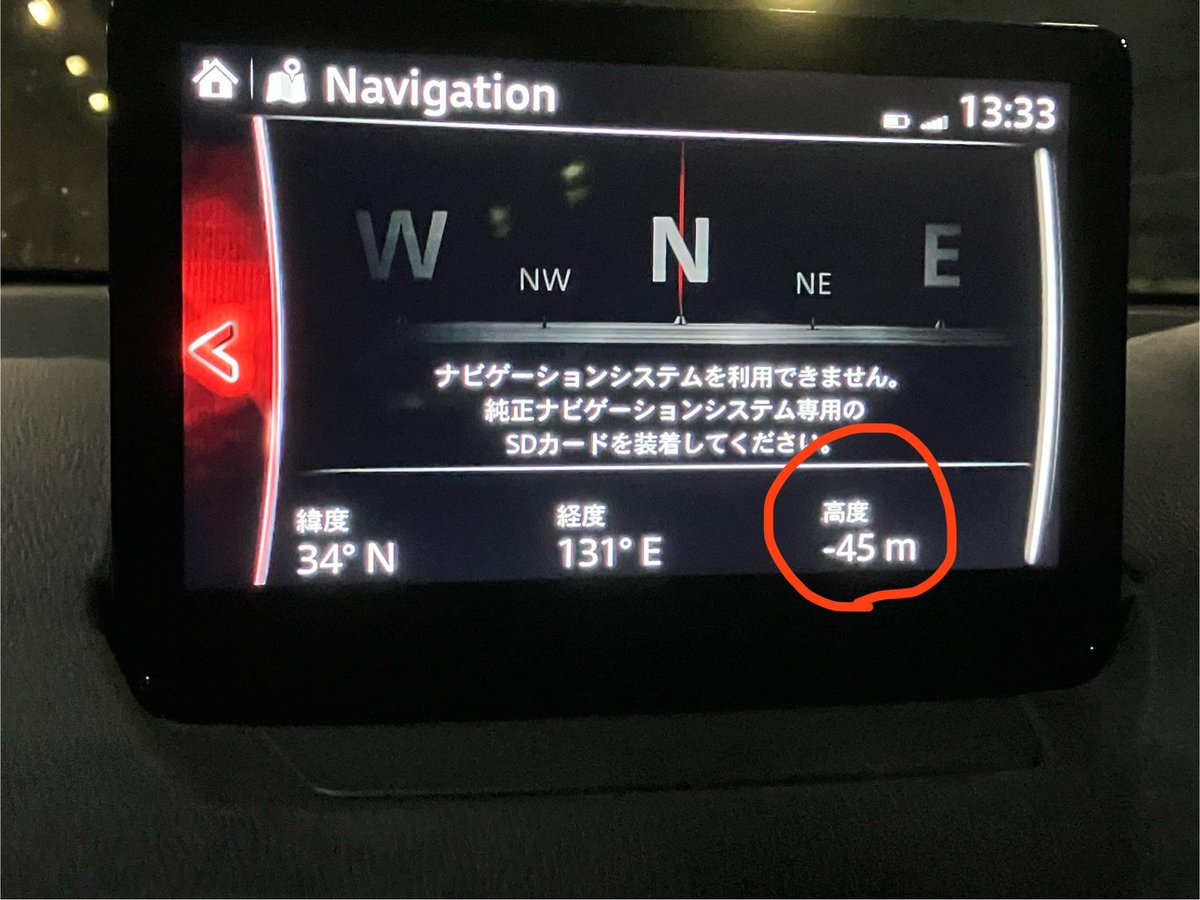 Navigation
13:33
W NW N NE E
ナビゲーションシステムを利用できません。
純正ナビゲーションシステム専用の
SDカードを装着してください。
緯度 経度 高度
34° N 131° E -45 m